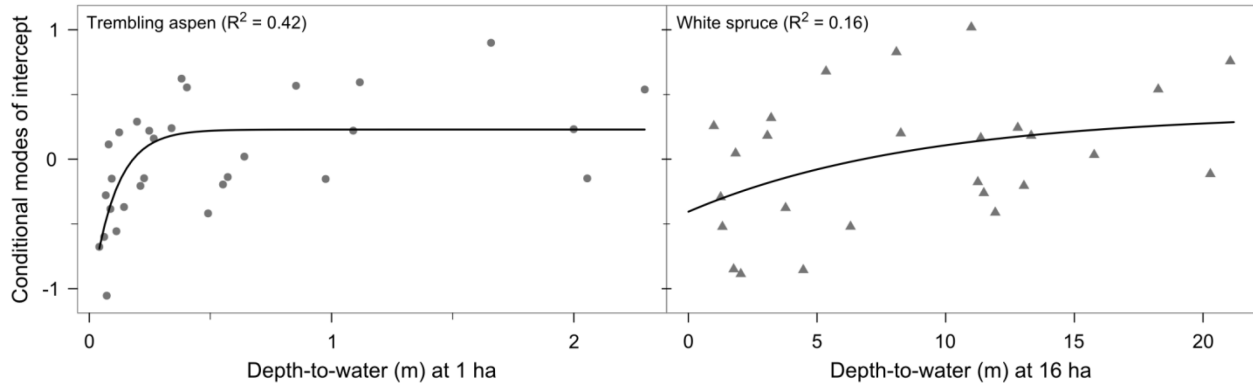 Trembling aspen (R² = 0.42)
White spruce (R² = 0.16)
Conditional modes of intercept
1
0
-1
0
1
2
0
5
10
15
20
Depth-to-water (m) at 1 ha
Depth-to-water (m) at 16 ha